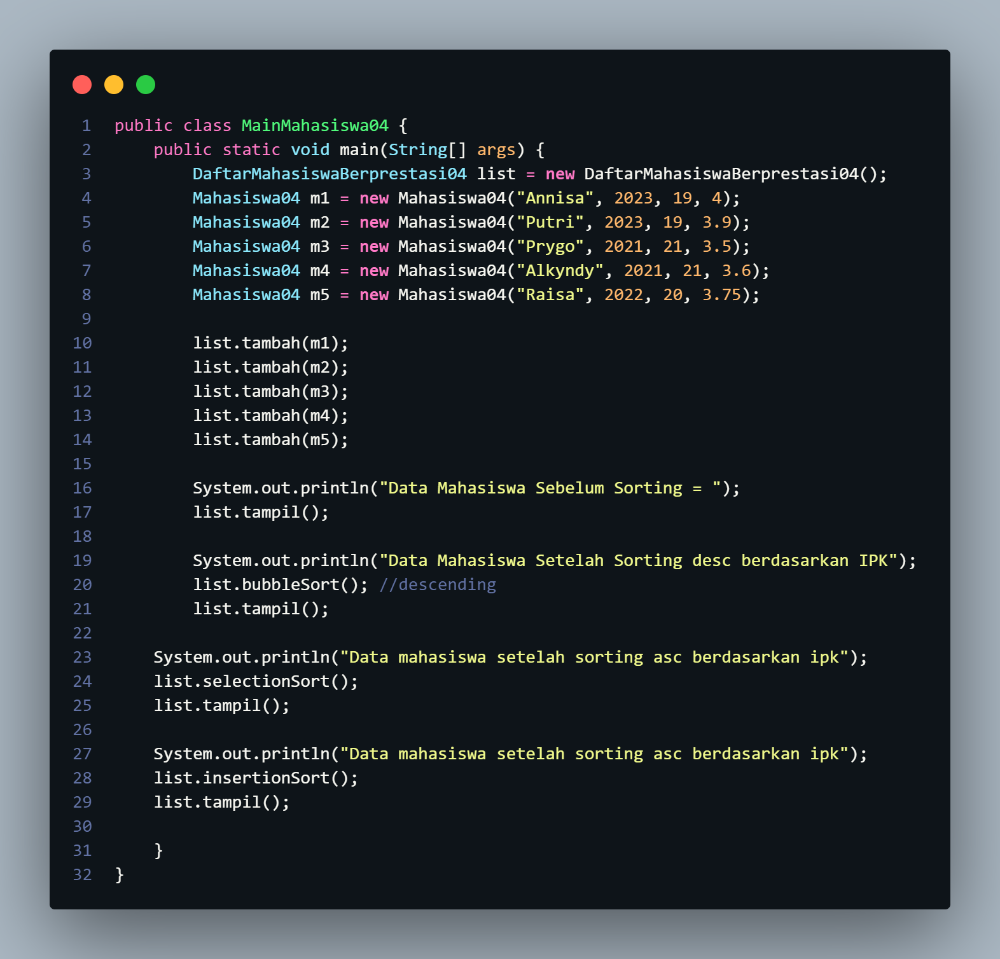 1 public class MainMahasiswa04 {
2 public static void main(String[] args) {
3 DaftarMahasiswaBerprestasi04 list = new DaftarMahasiswaBerprestasi04();
4 Mahasiswa04 m1 = new Mahasiswa04("Annisa", 2023, 19, 4);
5 Mahasiswa04 m2 = new Mahasiswa04("Putri", 2023, 19, 3.9);
6 Mahasiswa04 m3 = new Mahasiswa04("Prygo", 2021, 21, 3.5);
7 Mahasiswa04 m4 = new Mahasiswa04("Alkyndy", 2021, 21, 3.6);
8 Mahasiswa04 m5 = new Mahasiswa04("Raisa", 2022, 20, 3.75);
9
10 list.tambah(m1);
11 list.tambah(m2);
12 list.tambah(m3);
13 list.tambah(m4);
14 list.tambah(m5);
15
16 System.out.println("Data Mahasiswa Sebelum Sorting = ");
17 list.tampil();
18
19 System.out.println("Data Mahasiswa Setelah Sorting desc berdasarkan IPK");
20 list.bubbleSort(); //descending
21 list.tampil();
22
23 System.out.println("Data mahasiswa setelah sorting asc berdasarkan ipk");
24 list.selectionSort();
25 list.tampil();
26
27 System.out.println("Data mahasiswa setelah sorting asc berdasarkan ipk");
28 list.insertionSort();
29 list.tampil();
30
31 }
32 }